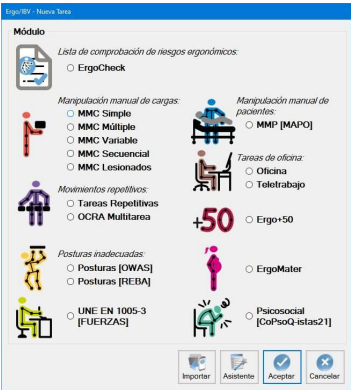 Ergo/IBV - Nueva Tarea
Módulo
Lista de comprobación de riesgos ergonómicos:
ErgoCheck
Manipulación manual de cargas:
MMC Simple
MMC Múltiple
MMC Variable
MMC Secuencial
MMC Lesionados
Manipulación manual de
pacientes:
MMP [MAPO]
Tareas de oficina:
Oficina
Teletrabajo
Movimientos repetitivos:
Tareas Repetitivas
OCRA Multitarea
+50
Ergo+50
Posturas inadecuadas:
Posturas [OWAS]
Posturas [REBA]
ErgoMater
UNE EN 1005-3
[FUERZAS]
Psicosocial
[CoPsoQ-istas21]
Importar
Asistente
Aceptar
Cancelar